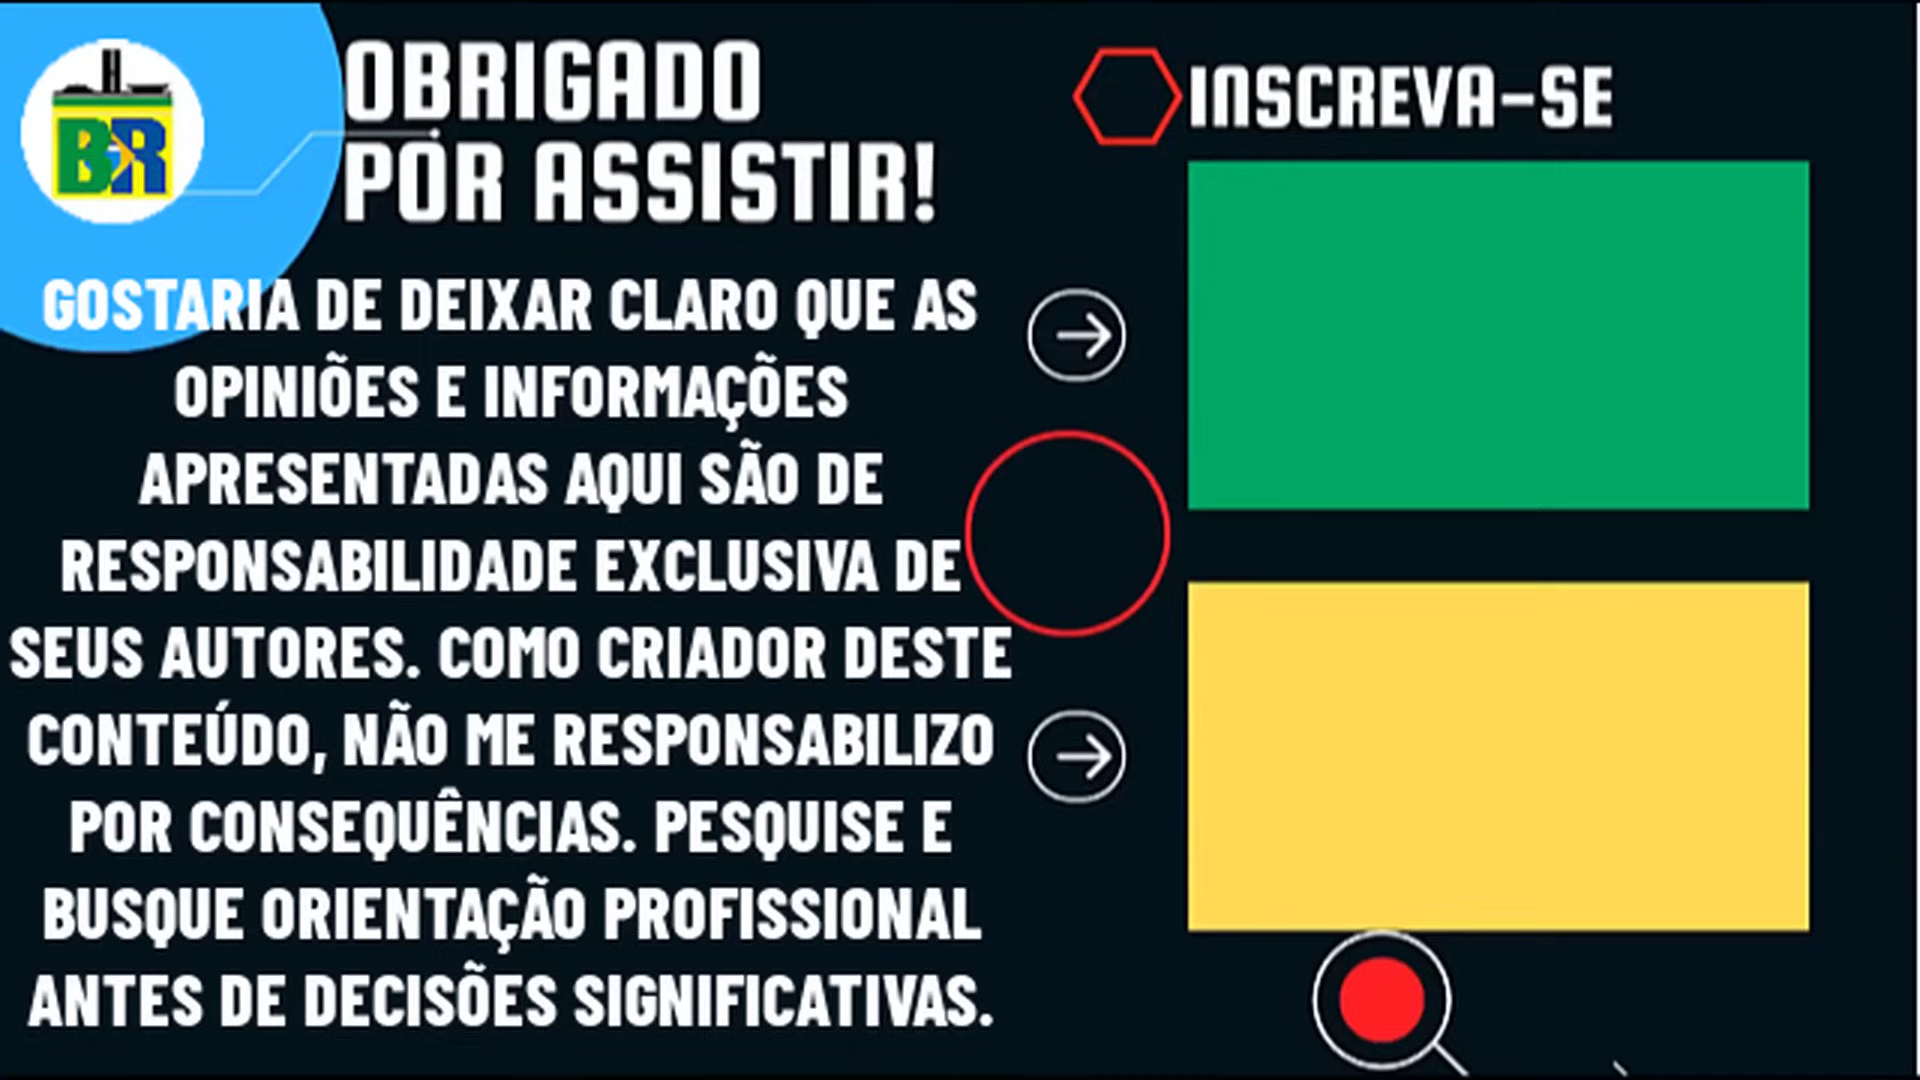 BR
OBRIGADO
POR ASSISTIR!
INSCREVA-SE
GOSTARIA DE DEIXAR CLARO QUE AS
OPINIÕES E INFORMAÇÕES
APRESENTADAS AQUI SÃO DE
RESPONSABILIDADE EXCLUSIVA DE
SEUS AUTORES. COMO CRIADOR DESTE
CONTEÚDO, NÃO ME RESPONSABILIZO
POR CONSEQUÊNCIAS. PESQUISE E
BUSQUE ORIENTAÇÃO PROFISSIONAL
ANTES DE DECISÕES SIGNIFICATIVAS.